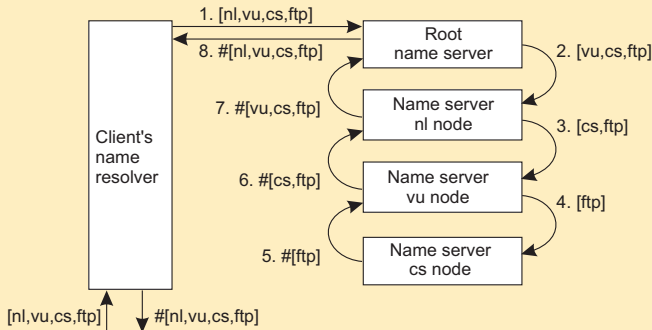 1. [nl,vu,cs,ftp]
8. #[nl,vu,cs,ftp]
Root
name server
2. [vu,cs,ftp]
7. #[vu,cs,ftp]
Name server
nl node
3. [cs,ftp]
Client's
name
resolver
6. #[cs,ftp]
Name server
vu node
4. [ftp]
5. #[ftp]
Name server
cs node
[nl,vu,cs,ftp]
#[nl,vu,cs,ftp]